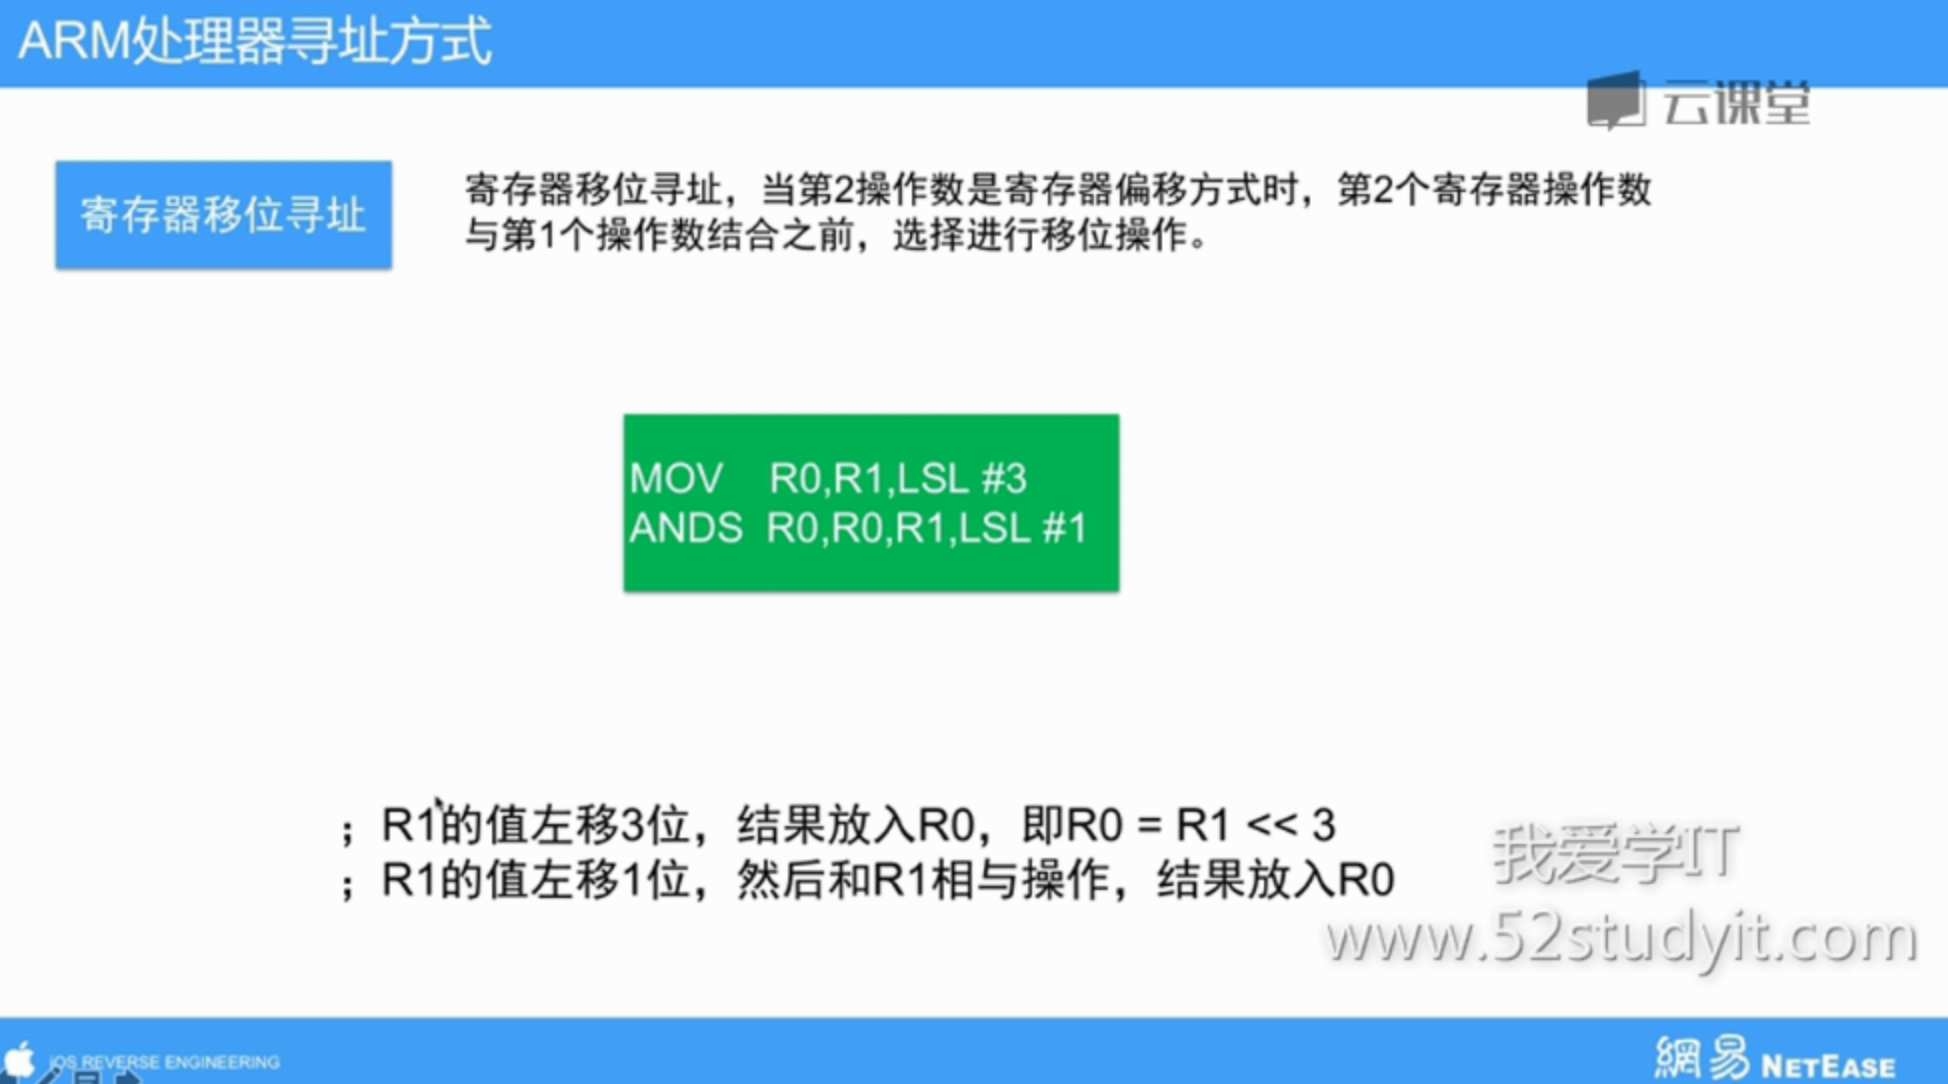 ARM处理器寻址方式
云课堂
寄存器移位寻址
寄存器移位寻址，当第2操作数是寄存器偏移方式时，第2个寄存器操作数
与第1个操作数结合之前，选择进行移位操作。
MOV R0,R1,LSL #3
ANDS R0,R0,R1,LSL #1
；R1的值左移3位，结果放入R0，即R0 = R1 << 3
；R1的值左移1位，然后和R1相与操作，结果放入R0
我爱学IT
www.52studyit.com
iOS REVERSE ENGINEERING
網易 NETEASE